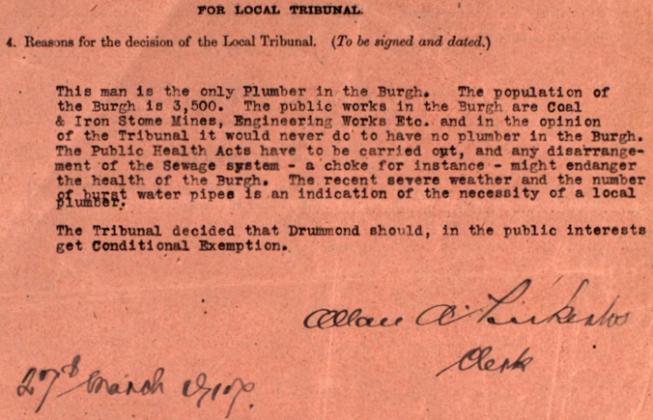 FOR LOCAL TRIBUNAL.
4. Reasons for the decision of the Local Tribunal. (To be signed and dated.)
This man is the only Plumber in the Burgh. The population of
the Burgh is 3,500. The public works in the Burgh are Coal
& Iron Stome Mines, Engineering Works Etc. and in the opinion
of the Tribunal it would never do to have no plumber in the Burgh.
The Public Health Acts have to be carried out, and any disarrange-
ment of the Sewage system - a choke for instance - might endanger
the health of the Burgh. The recent severe weather and the number
of burst water pipes is an indication of the necessity of a local
plumber.
The Tribunal decided that Drummond should, in the public interests
get Conditional Exemption.
Allan
Clerk
27th March 1917.